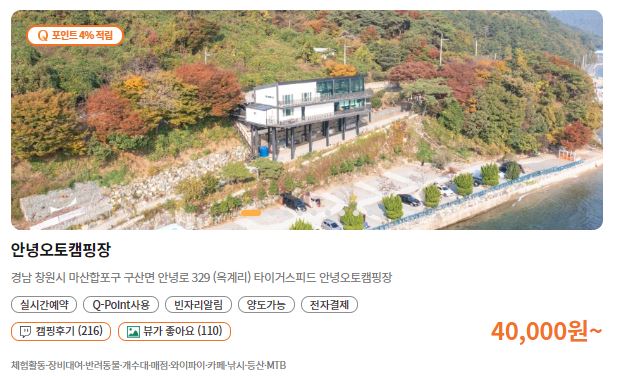 Q 포인트 4% 적립
안녕오토캠핑장
경남 창원시 마산합포구 구산면 안녕로 329 (옥계리) 타이거스피드 안녕오토캠핑장
실시간예약 Q-Point사용 빈자리알림 양도가능 전자결제
캠핑후기 (216) 뷰가 좋아요 (110)
40,000원~
체험활동·장비대여·반려동물·개수대·매점·와이파이·카페·낚시·등산·MTB